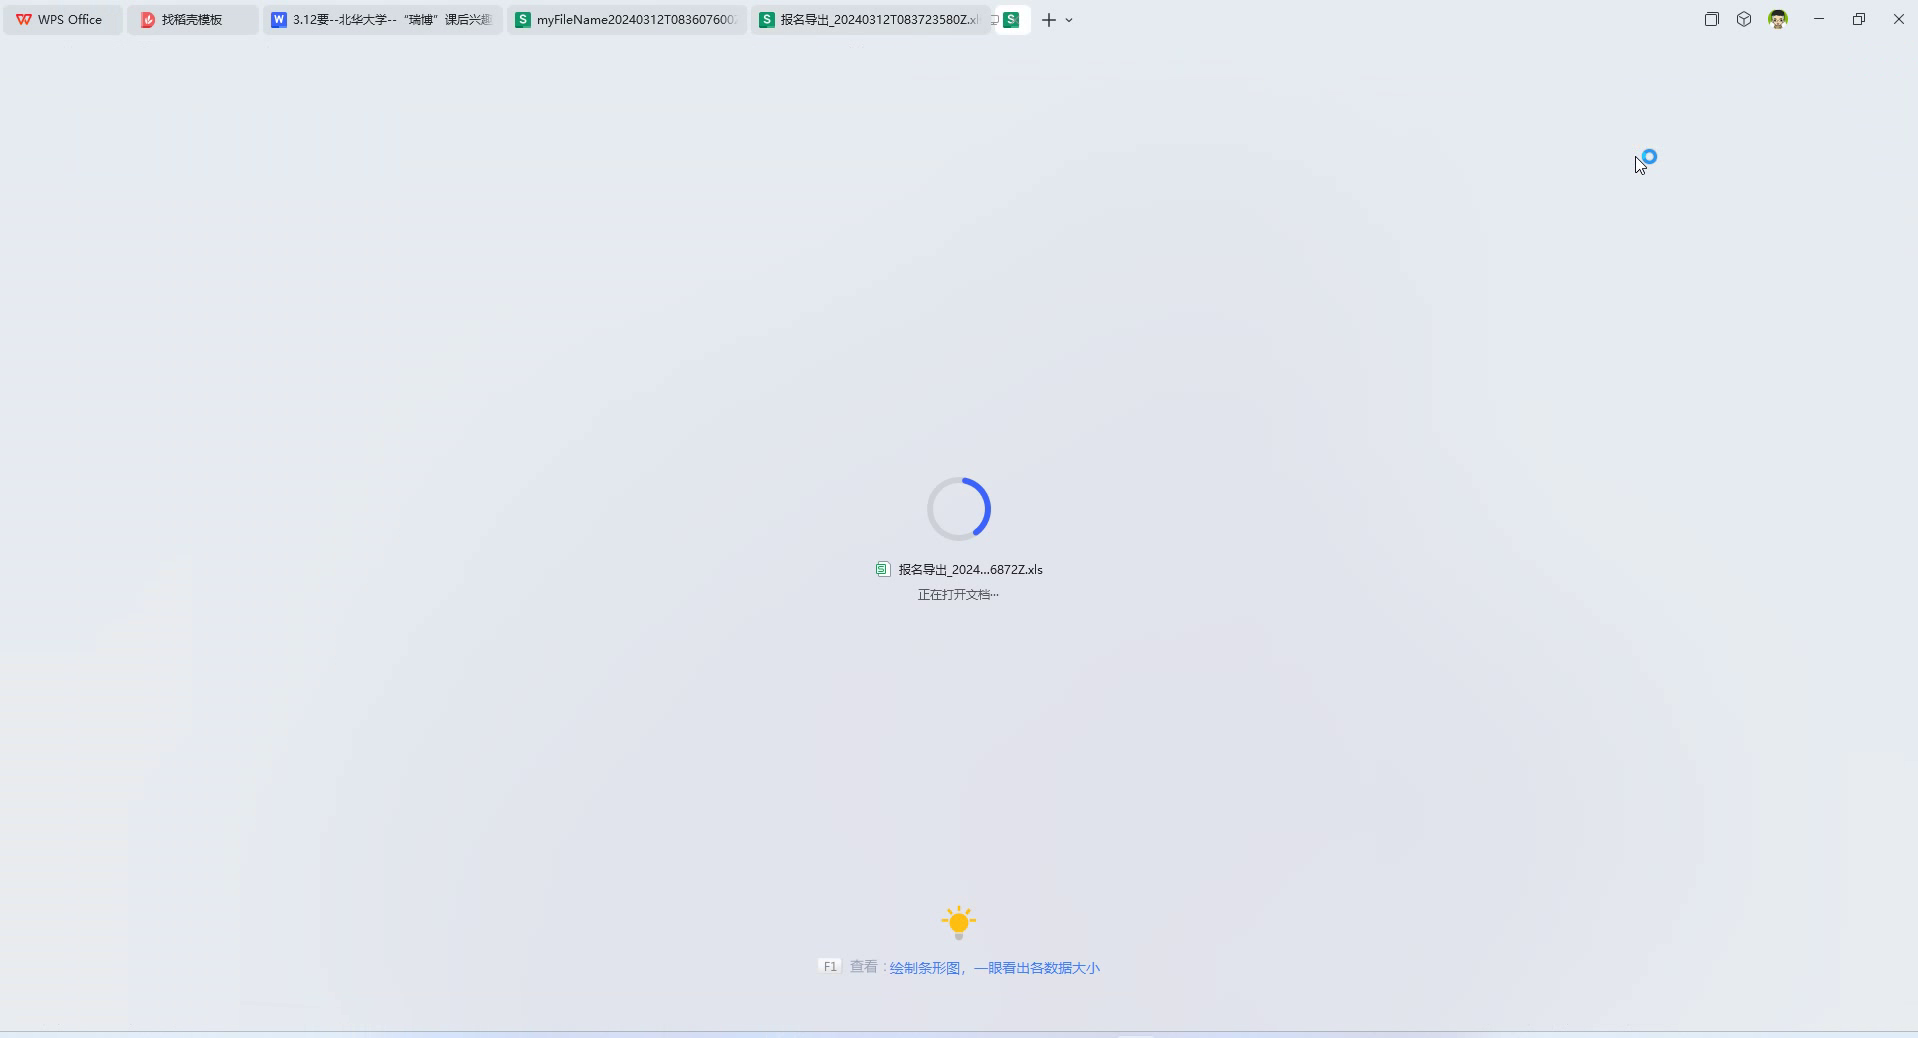 WPS Office
找稻壳模板
3.12要--北华大学--“瑞博”课后兴趣
myFileName20240312T083607600
报名导出_20240312T083723580Z.xl
报名导出_2024...6872Z.xls
正在打开文档...
F1 查看：绘制条形图，一眼看出各数据大小